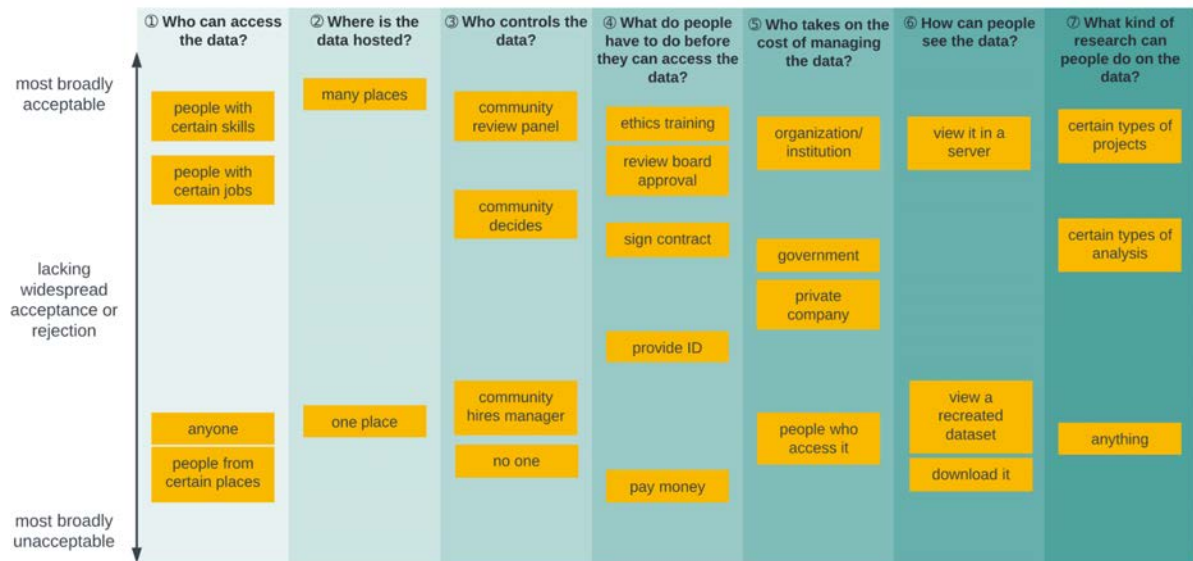 ① Who can access
the data?
② Where is the
data hosted?
③ Who controls the
data?
④ What do people
have to do before
they can access the
data?
⑤ Who takes on the
cost of managing
the data?
⑥ How can people
see the data?
⑦ What kind of
research can
people do on the
data?
most broadly
acceptable
lacking
widespread
acceptance or
rejection
most broadly
unacceptable
people with
certain skills
people with
certain jobs
anyone
people from
certain places
many places
one place
community
review panel
community
decides
community
hires manager
no one
ethics training
review board
approval
sign contract
provide ID
pay money
organization/
institution
government
private
company
people who
access it
view it in a
server
view a
recreated
dataset
download it
certain types of
projects
certain types of
analysis
anything